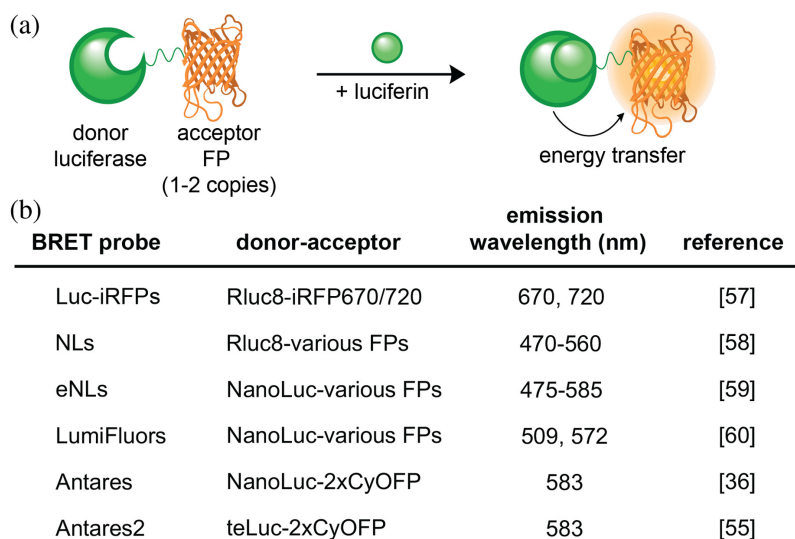 (a)
+ luciferin
donor
luciferase
acceptor
FP
(1-2 copies)
energy transfer
(b)
BRET probe donor-acceptor emission
wavelength (nm) reference
Luc-iRFPs Rluc8-iRFP670/720 670, 720 [57]
NLs Rluc8-various FPs 470-560 [58]
eNLs NanoLuc-various FPs 475-585 [59]
LumiFluors NanoLuc-various FPs 509, 572 [60]
Antares NanoLuc-2xCyOFP 583 [36]
Antares2 teLuc-2xCyOFP 583 [55]